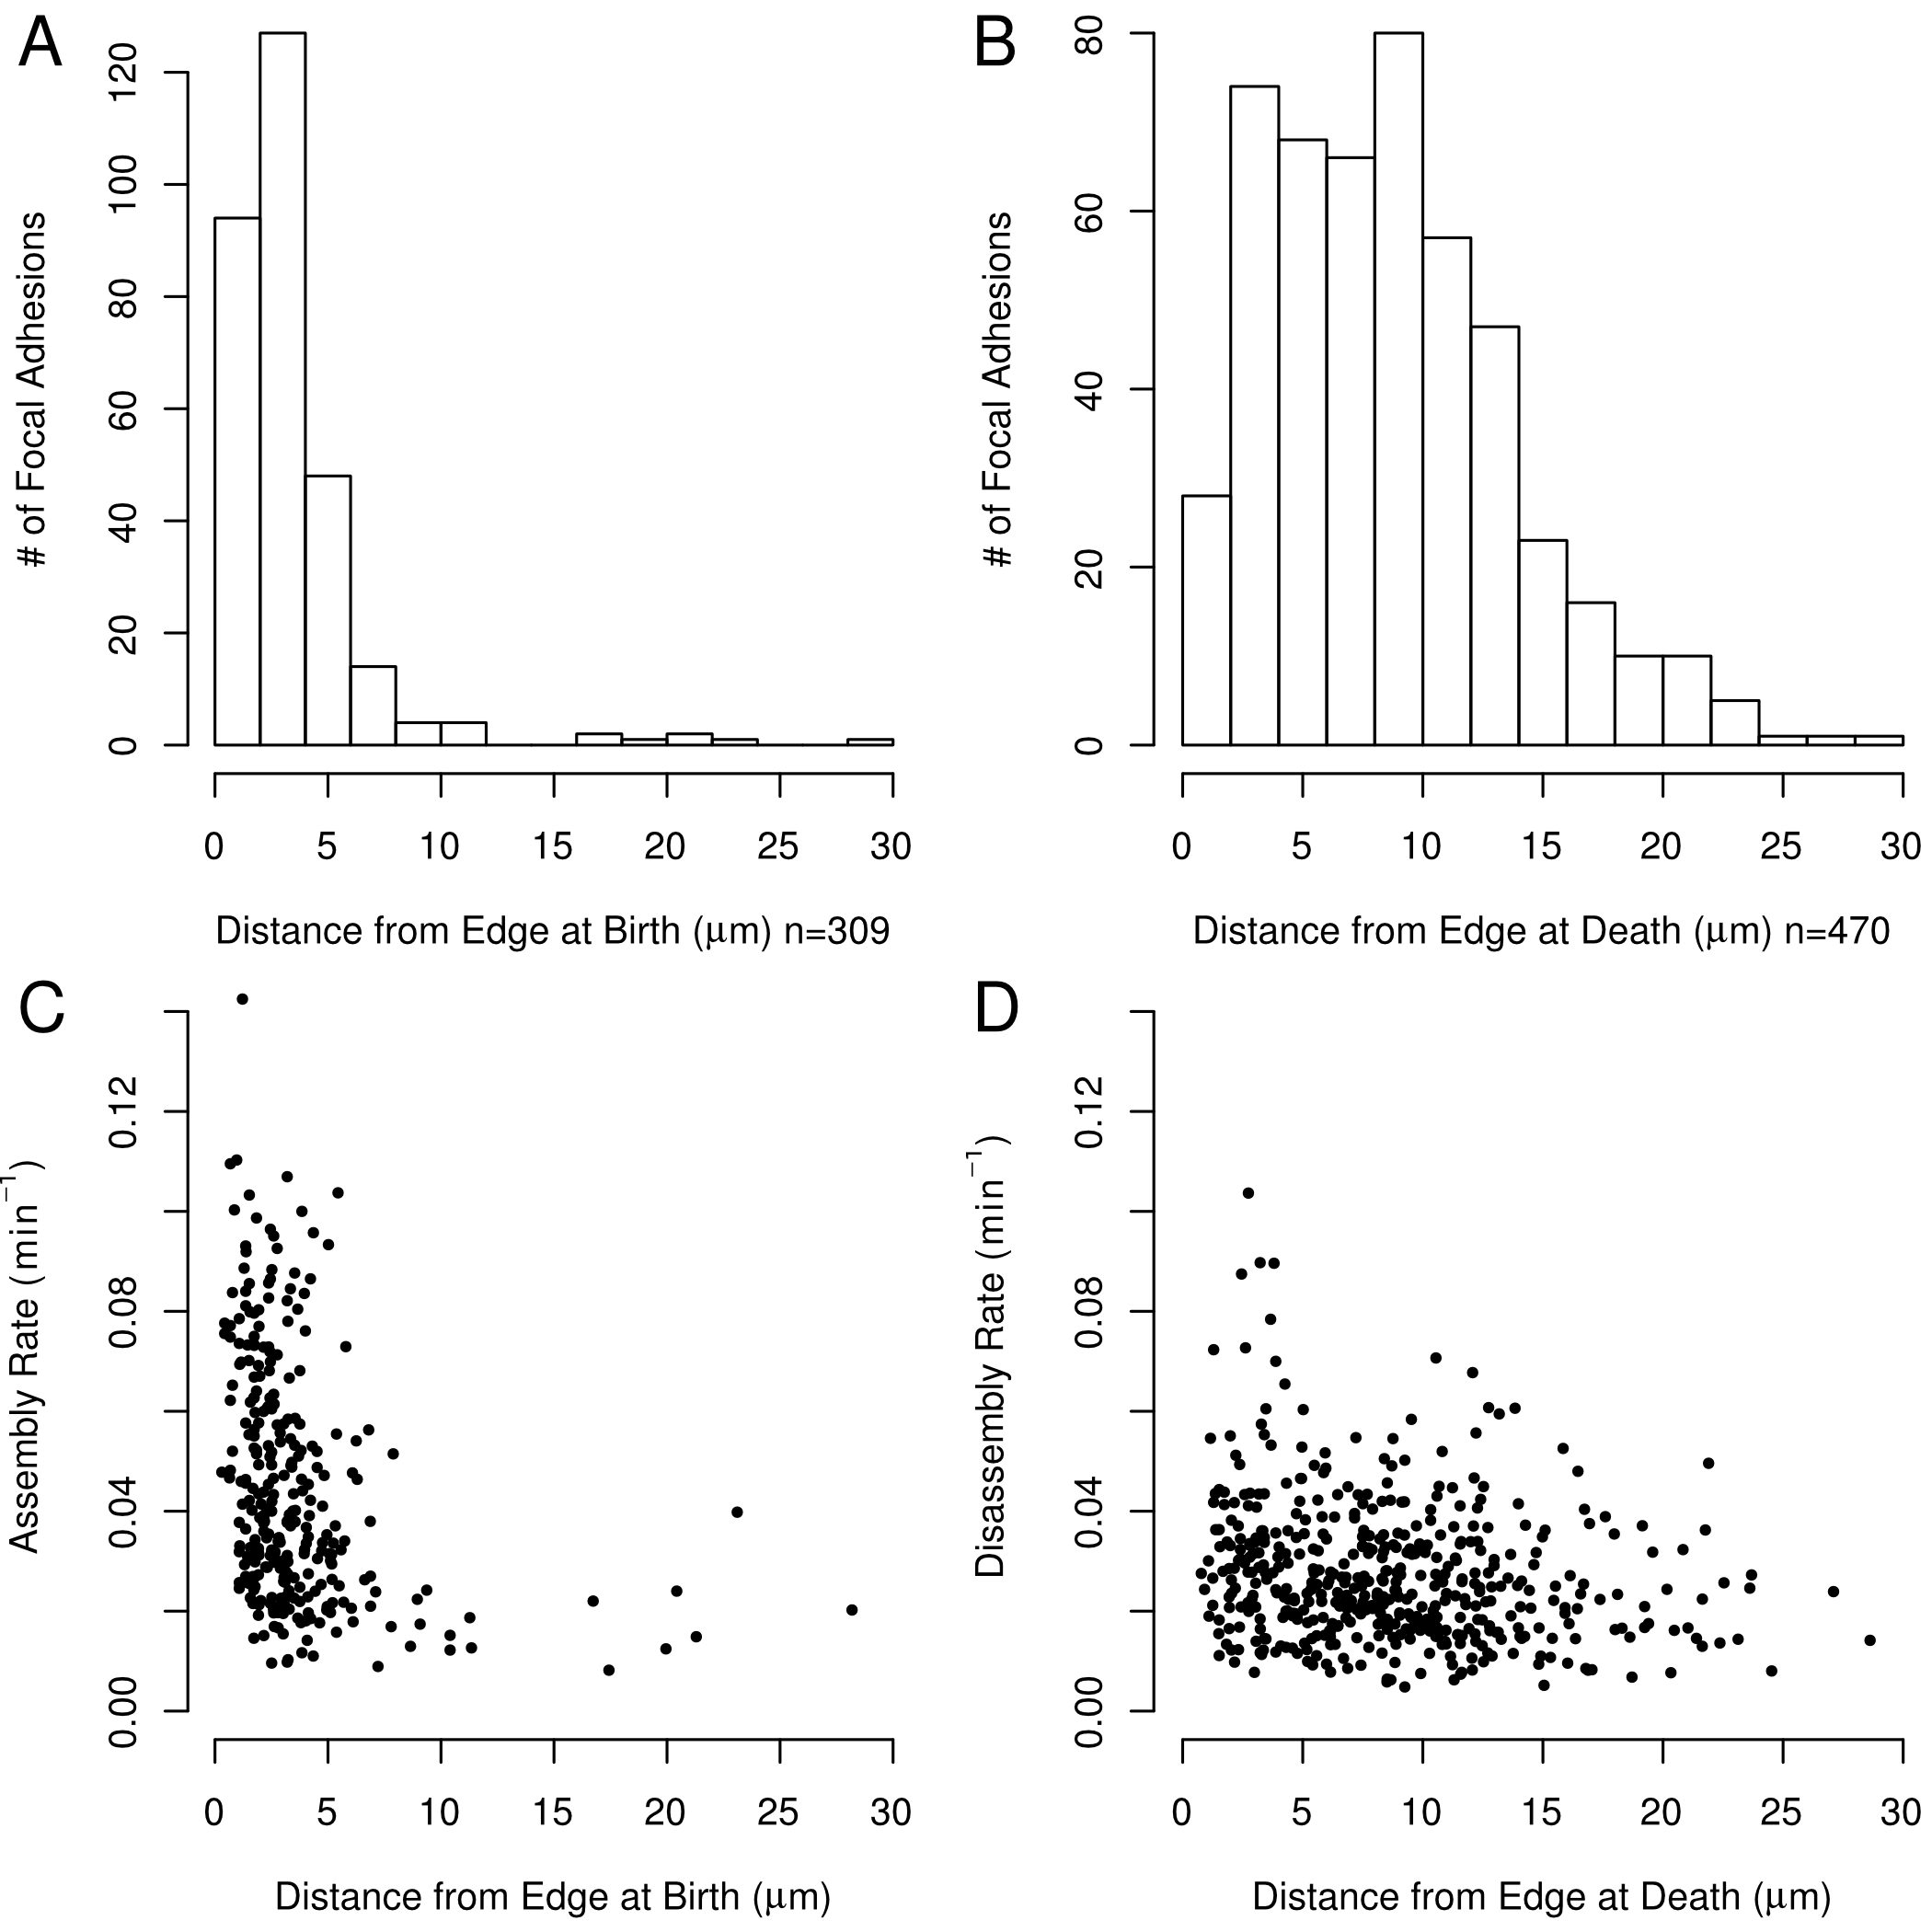 A
# of Focal Adhesions
120
100
80
60
40
20
0
0 5 10 15 20 25 30
Distance from Edge at Birth (μm) n=309
B
# of Focal Adhesions
80
60
40
20
0
0 5 10 15 20 25 30
Distance from Edge at Death (μm) n=470
C
Assembly Rate (min⁻¹)
0.12
0.08
0.04
0.00
0 5 10 15 20 25 30
Distance from Edge at Birth (μm)
D
Disassembly Rate (min⁻¹)
0.12
0.08
0.04
0.00
0 5 10 15 20 25 30
Distance from Edge at Death (μm)